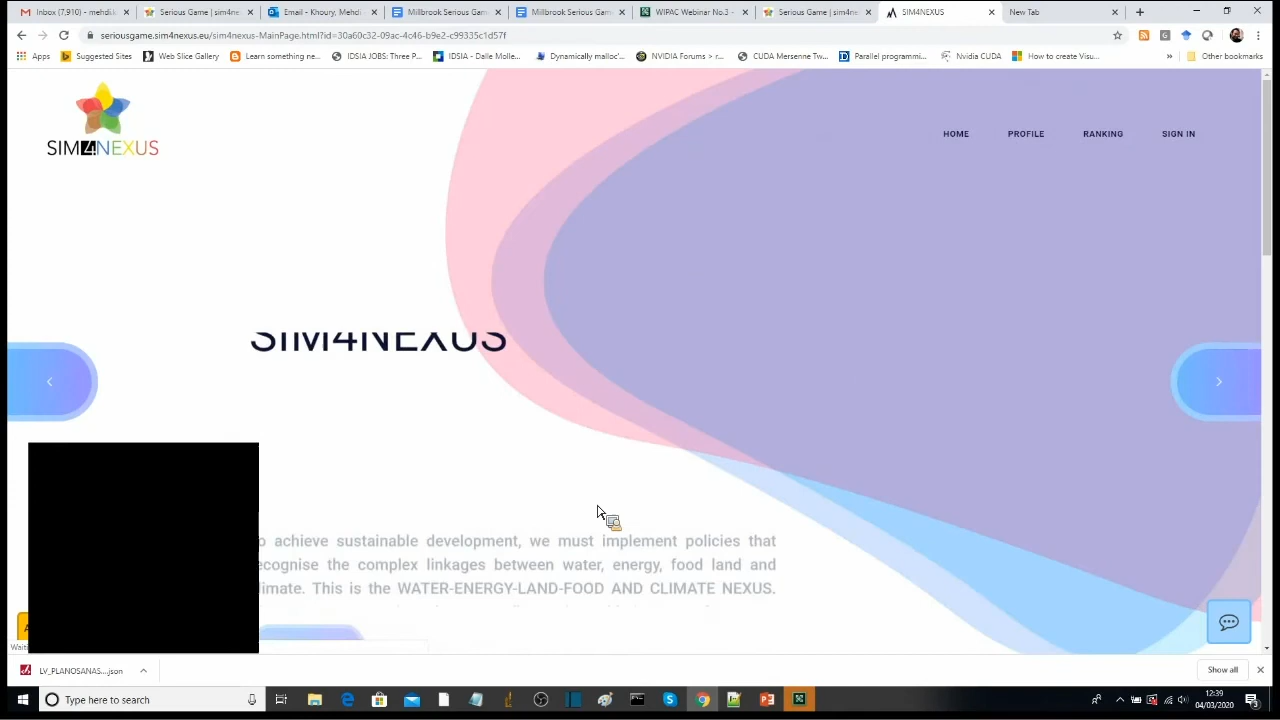 Inbox (7,910) - mehdi.k
Serious Game | sim4ne
Email - Khoury, Mehdi
Millbrook Serious Gam
Millbrook Serious Gam
WIPAC Webinar No.3 -
Serious Game | sim4ne
SIM4NEXUS
New Tab
seriousgame.sim4nexus.eu/sim4nexus-MainPage.html?id=30a60c32-09ac-4c46-b9e2-c99335c1d57f
Apps
Suggested Sites
Web Slice Gallery
Learn something ne...
IDSIA JOBS: Three P...
IDSIA - Dalle Molle...
Dynamically malloc'...
NVIDIA Forums > r...
CUDA Mersenne Tw...
Parallel programmi...
Nvidia CUDA
How to create Visu...
»
Other bookmarks
SIM4NEXUS
HOME
PROFILE
RANKING
SIGN IN
SIM4NEXUS
achieve sustainable development, we must implement policies that
ecognise the complex linkages between water, energy, food land and
limate. This is the WATER-ENERGY-LAND-FOOD AND CLIMATE NEXUS.
Waiti
LV_PLANOSANAS....json
Show all
Type here to search
12:39
04/03/2020